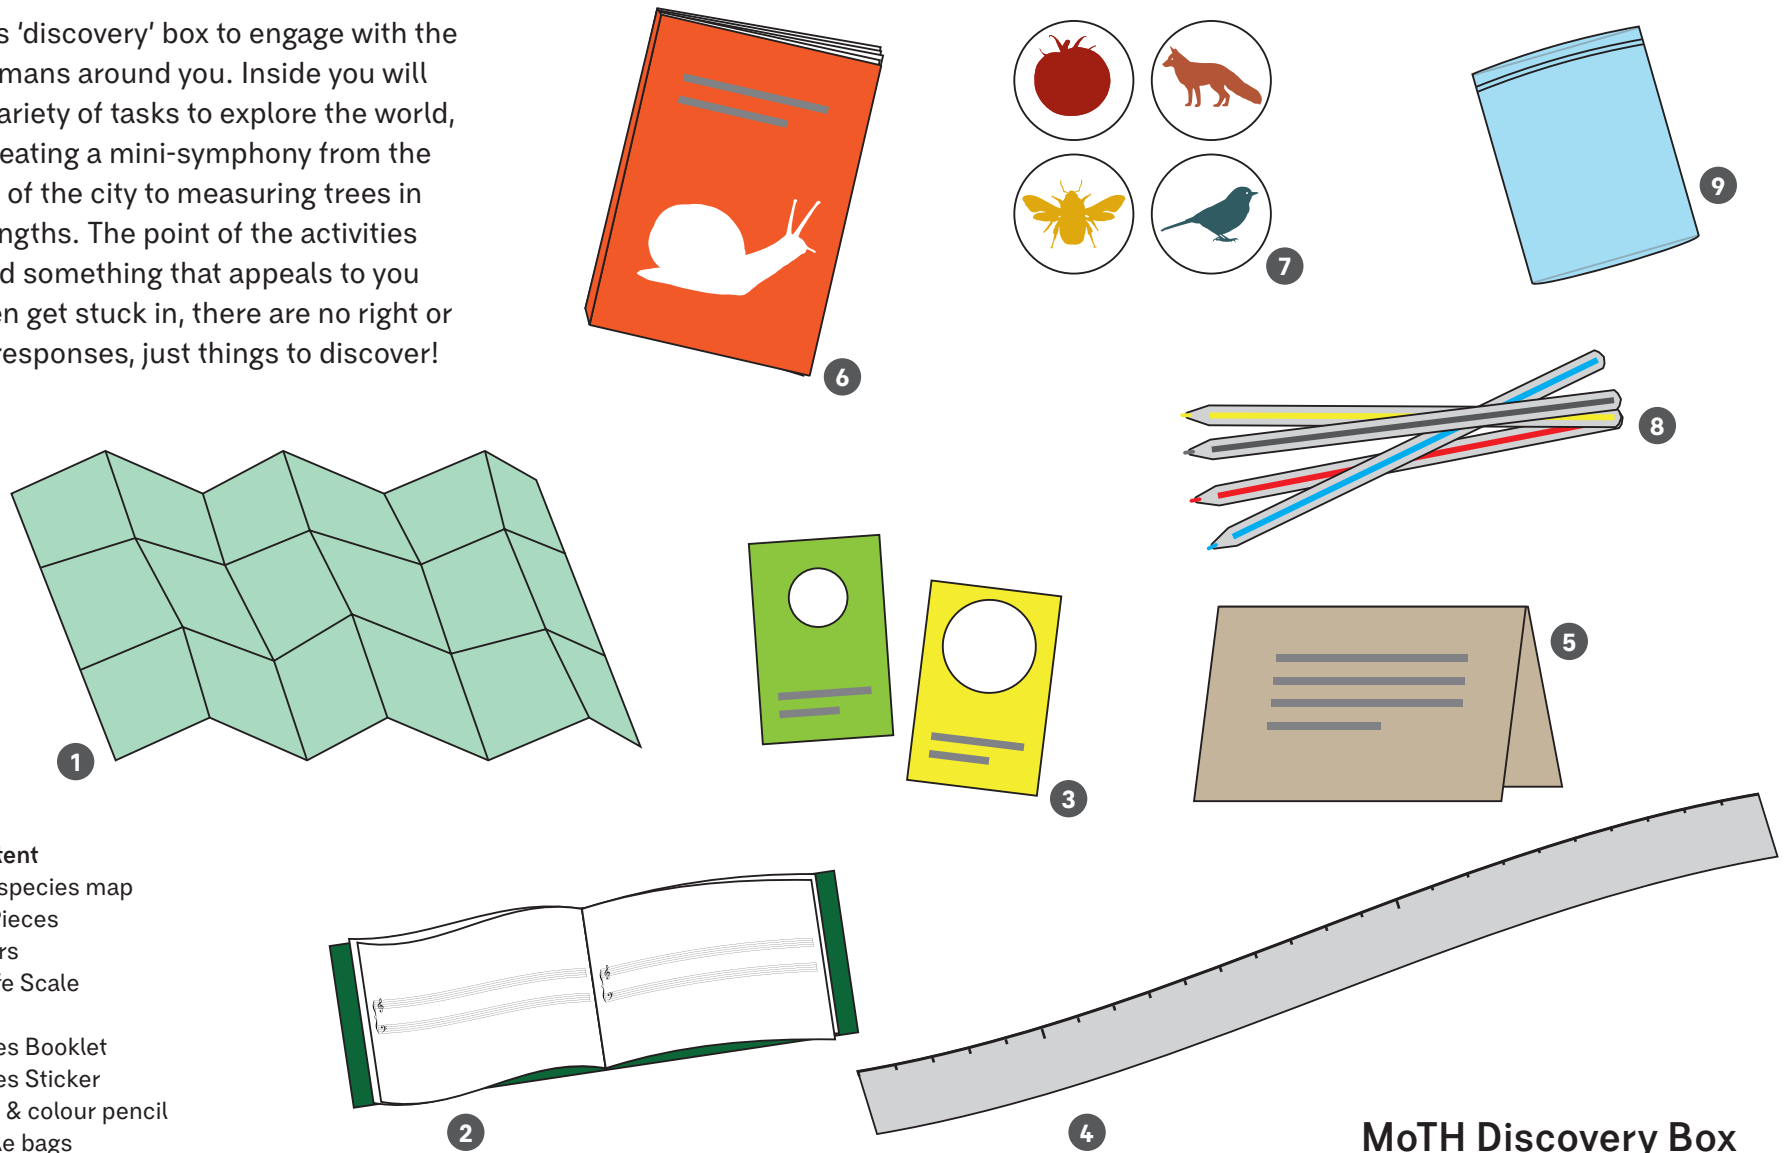 s ‘discovery’ box to engage with the
mans around you. Inside you will
ariety of tasks to explore the world,
eating a mini-symphony from the
of the city to measuring trees in
ngths. The point of the activities
d something that appeals to you
en get stuck in, there are no right or
responses, just things to discover!
6
7
9
8
1
3
5
tent
species map
Pieces
rs
fe Scale
es Booklet
es Sticker
& colour pencil
le bags
2
4
MoTH Discovery Box